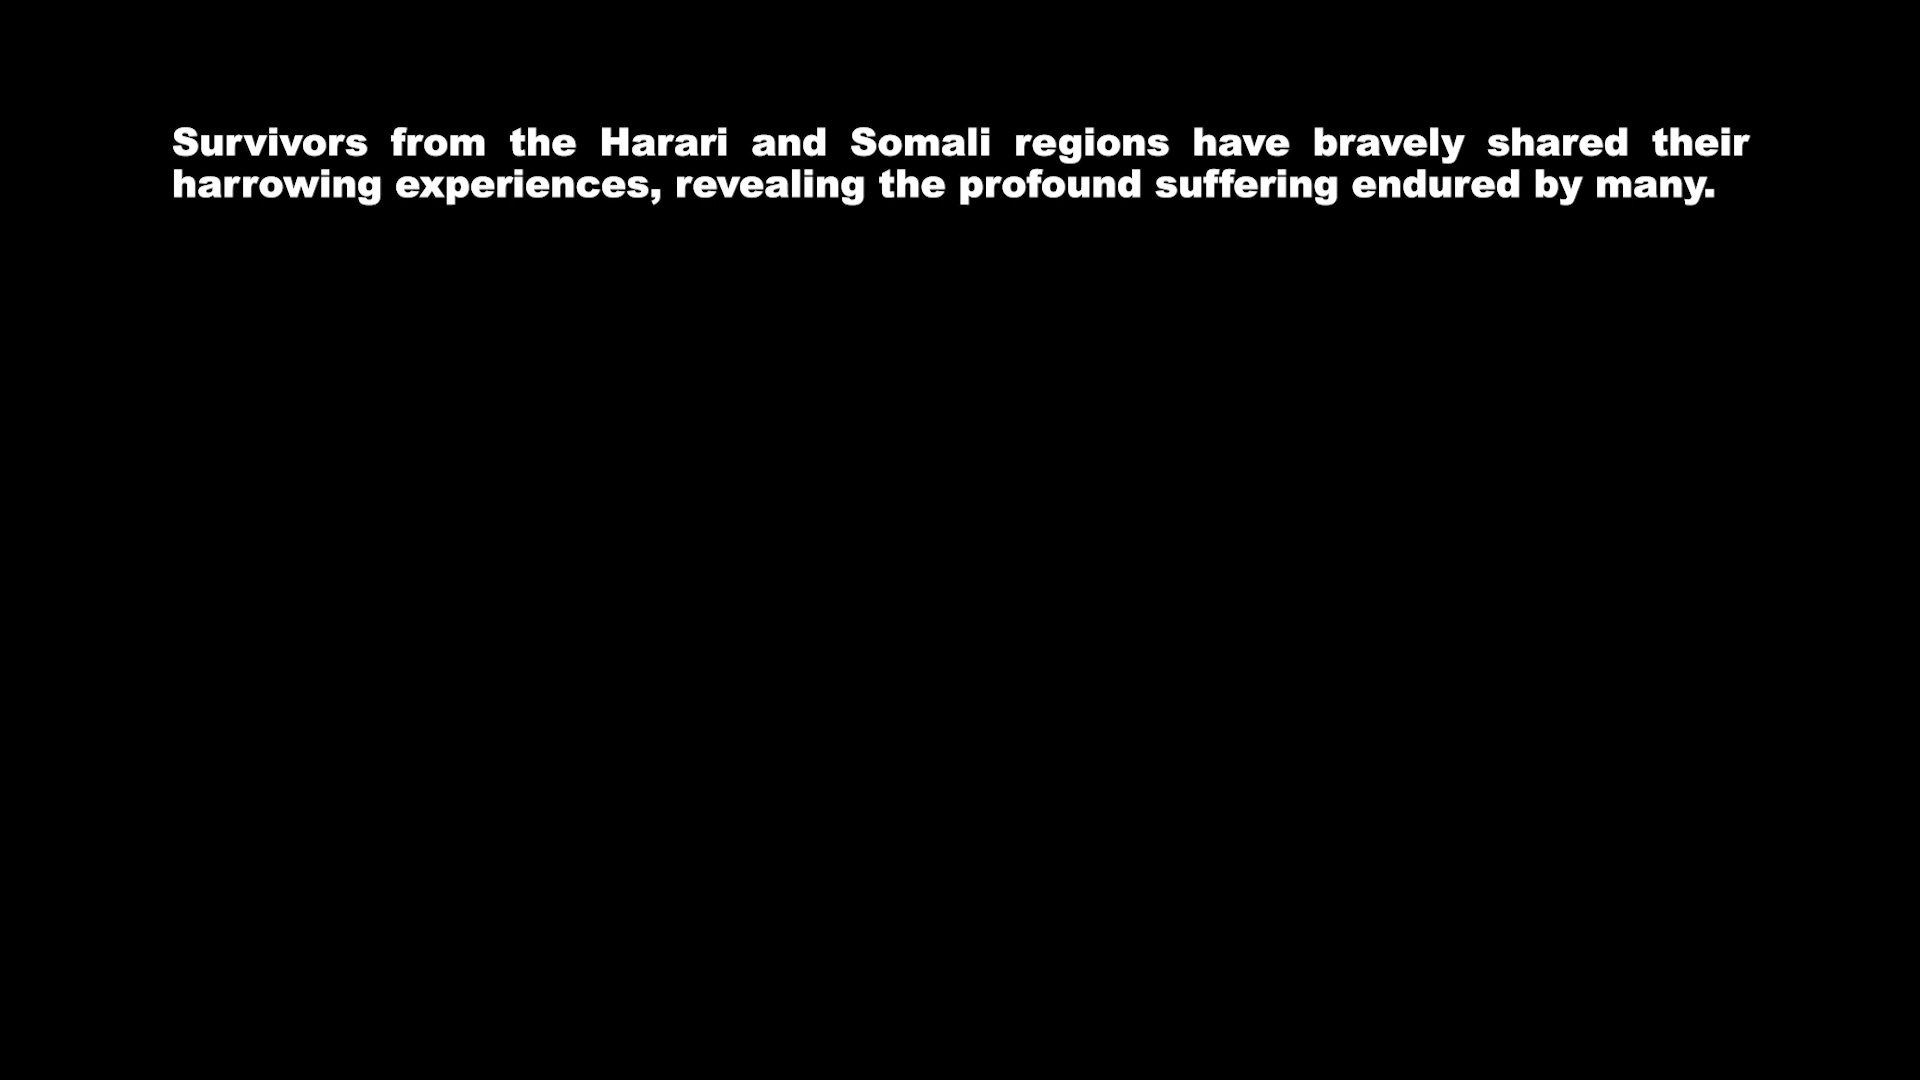 Survivors from the Harari and Somali regions have bravely shared their
harrowing experiences, revealing the profound suffering endured by many.